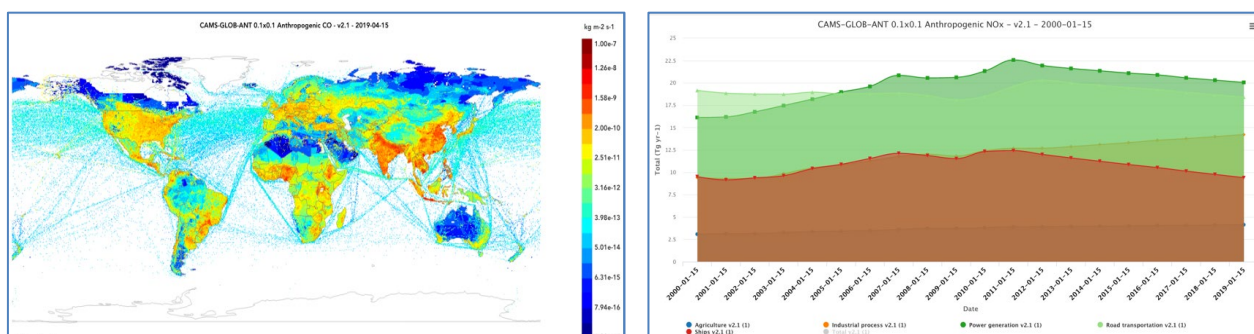 CAMS-GLOB-ANT 0.1x0.1 Anthropogenic CO - v2.1 - 2019-04-15
kg m-2 s-1
1.00e-7
1.26e-8
1.58e-9
2.00e-10
2.51e-11
3.16e-12
3.98e-13
5.01e-14
6.31e-15
7.94e-16
CAMS-GLOB-ANT 0.1x0.1 Anthropogenic NOx - v2.1 - 2000-01-15
Total (Tg yr-1)
25
22.5
20
17.5
15
12.5
10
7.5
5
2.5
0
2000-01-15
2001-01-15
2002-01-15
2003-01-15
2004-01-15
2005-01-15
2006-01-15
2007-01-15
2008-01-15
2009-01-15
2010-01-15
2011-01-15
2012-01-15
2013-01-15
2014-01-15
2015-01-15
2016-01-15
2017-01-15
2018-01-15
2019-01-15
Date
Agriculture v2.1 (1) Industrial process v2.1 (1) Power generation v2.1 (1) Road transportation v2.1 (1)
Ships v2.1 (1) Total v2.1 (1)